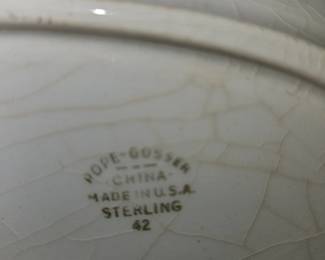 POPE-GOSSER
-CHINA-
MADE IN U.S.A.
STERLING
42